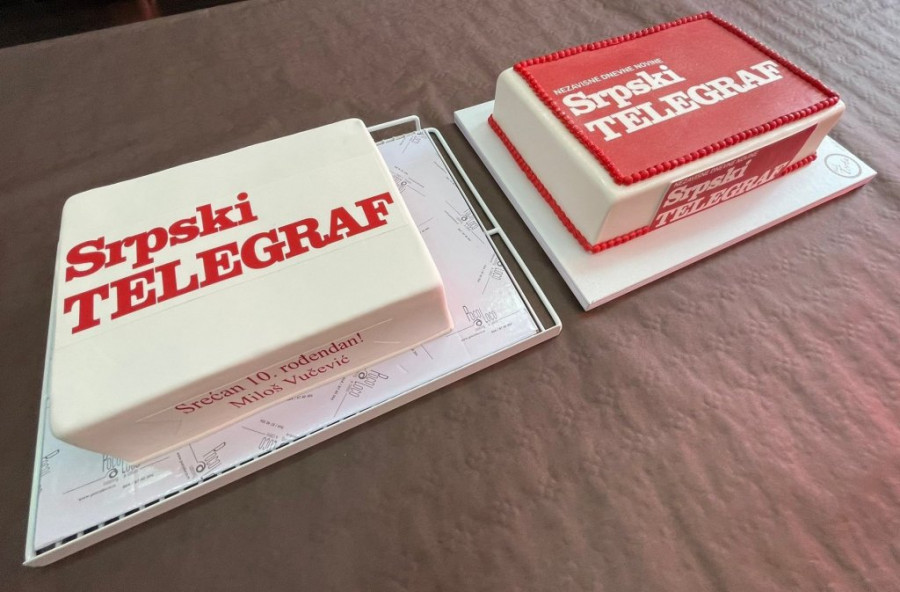 Srpski
TELEGRAF
Srećan 10. rođendan!
Miloš Vučević
NEZAVISNE DNEVNE NOVINE
Srpski
TELEGRAF
Srpski
TELEGRAF